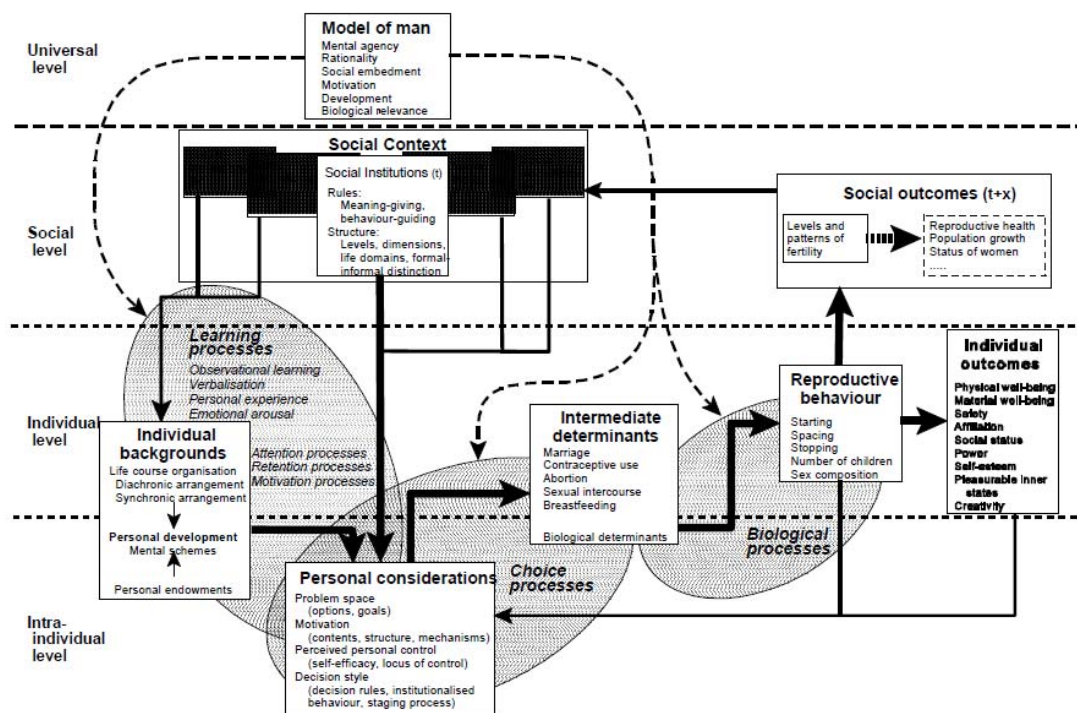 Universal
level
Model of man
Mental agency
Rationality
Social embedment
Motivation
Development
Biological relevance
Social
level
Social Context
Social Institutions (t)
Rules:
Meaning-giving,
behaviour-guiding
Structure:
Levels, dimensions,
life domains, formal-
informal distinction
Social outcomes (t+x)
Levels and
patterns of
fertility
Reproductive health
Population growth
Status of women
.....
Individual
level
Learning
processes
Observational learning
Verbalisation
Personal experience
Emotional arousal
Attention processes
Retention processes
Motivation processes
Individual
backgrounds
Life course organisation
Diachronic arrangement
Synchronic arrangement
Personal development
Mental schemes
Personal endowments
Intermediate
determinants
Marriage
Contraceptive use
Abortion
Sexual intercourse
Breastfeeding
Biological determinants
Reproductive
behaviour
Starting
Spacing
Stopping
Number of children
Sex composition
Individual
outcomes
Physical well-being
Material well-being
Safety
Affiliation
Social status
Power
Self-esteem
Pleasurable inner
states
Creativity
Intra-
individual
level
Personal considerations
Problem space
(options, goals)
Motivation
(contents, structure, mechanisms)
Perceived personal control
(self-efficacy, locus of control)
Decision style
(decision rules, institutionalised
behaviour, staging process)
Choice
processes
Biological
processes